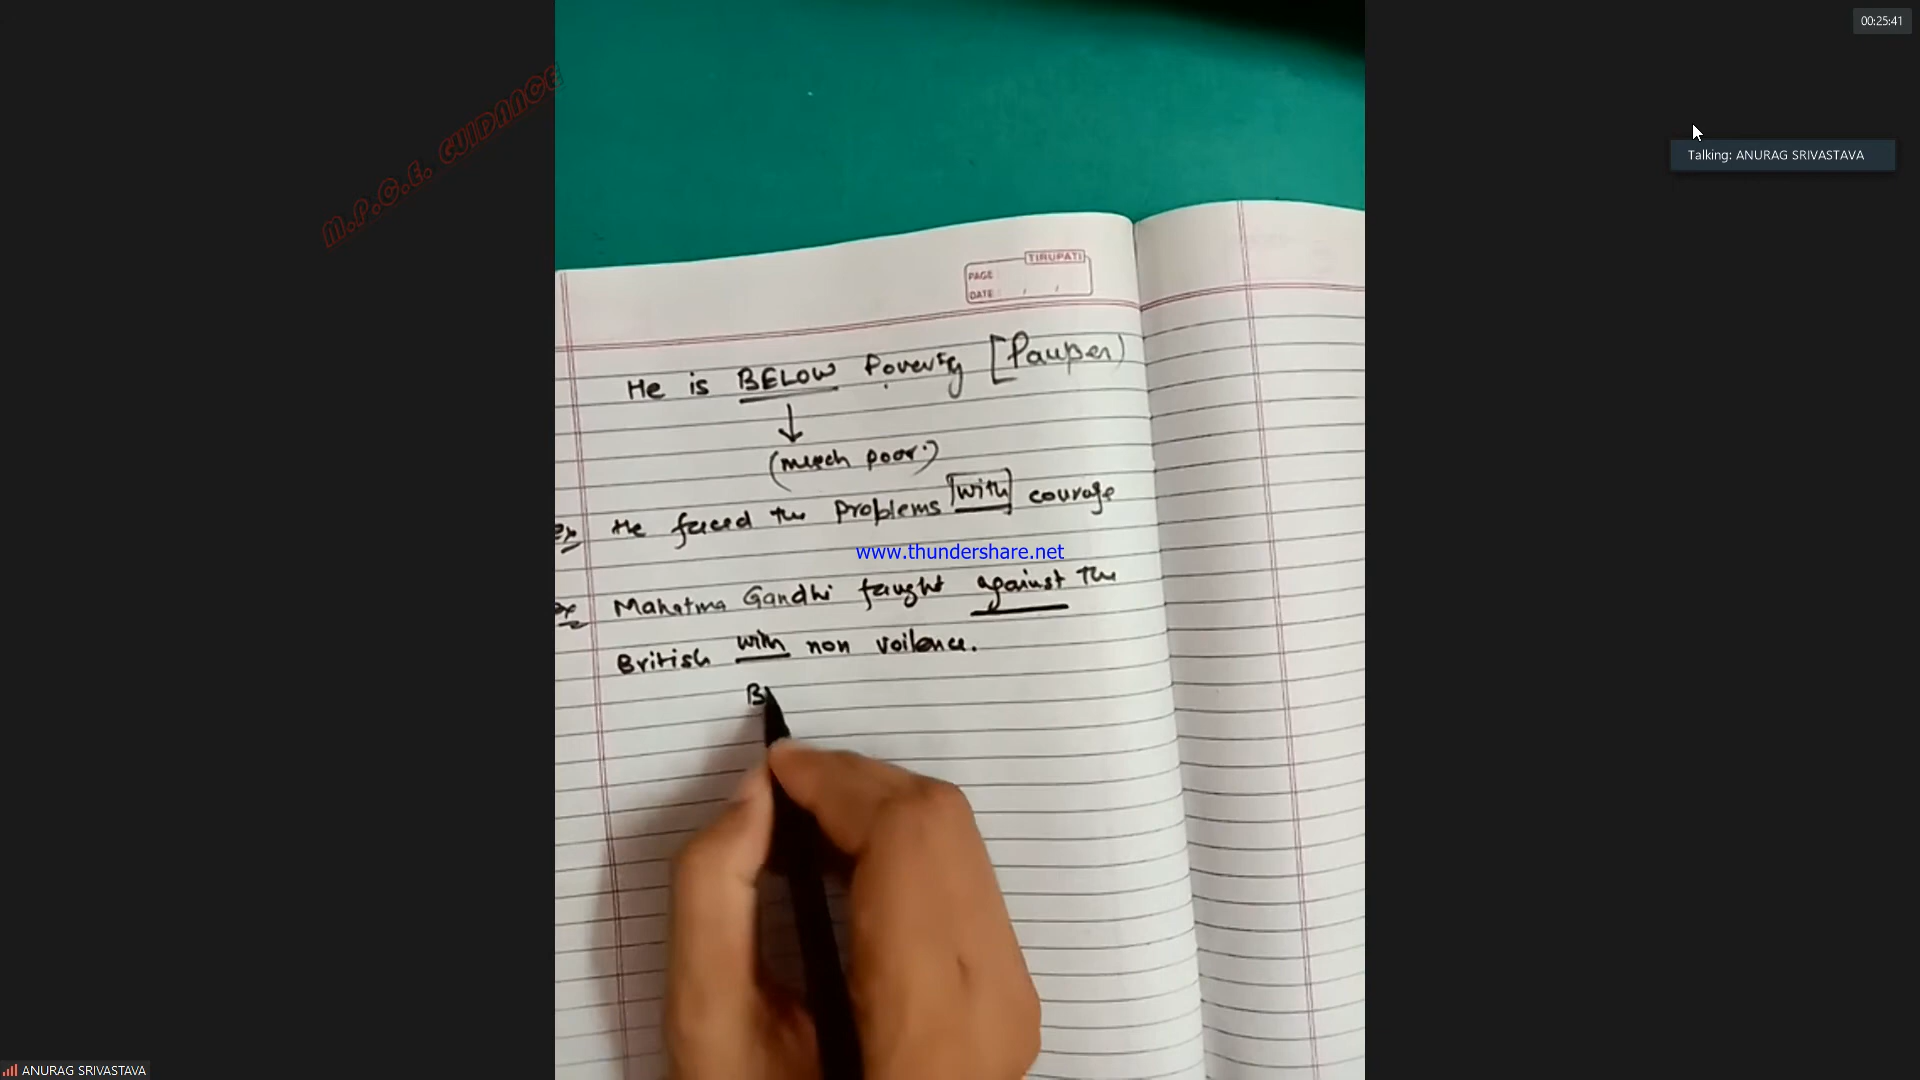 00:25:41
M.P.C.E. GUIDANCE
Talking: ANURAG SRIVASTAVA
TIRUPATI
PAGE
DATE : / /
He is BELOW Poverty [Pauper)
(much poor.)
Ex He faced the Problems with courage
www.thundershare.net
Ex Mahatma Gandhi faught against the
British with non voilence.
B
ANURAG SRIVASTAVA